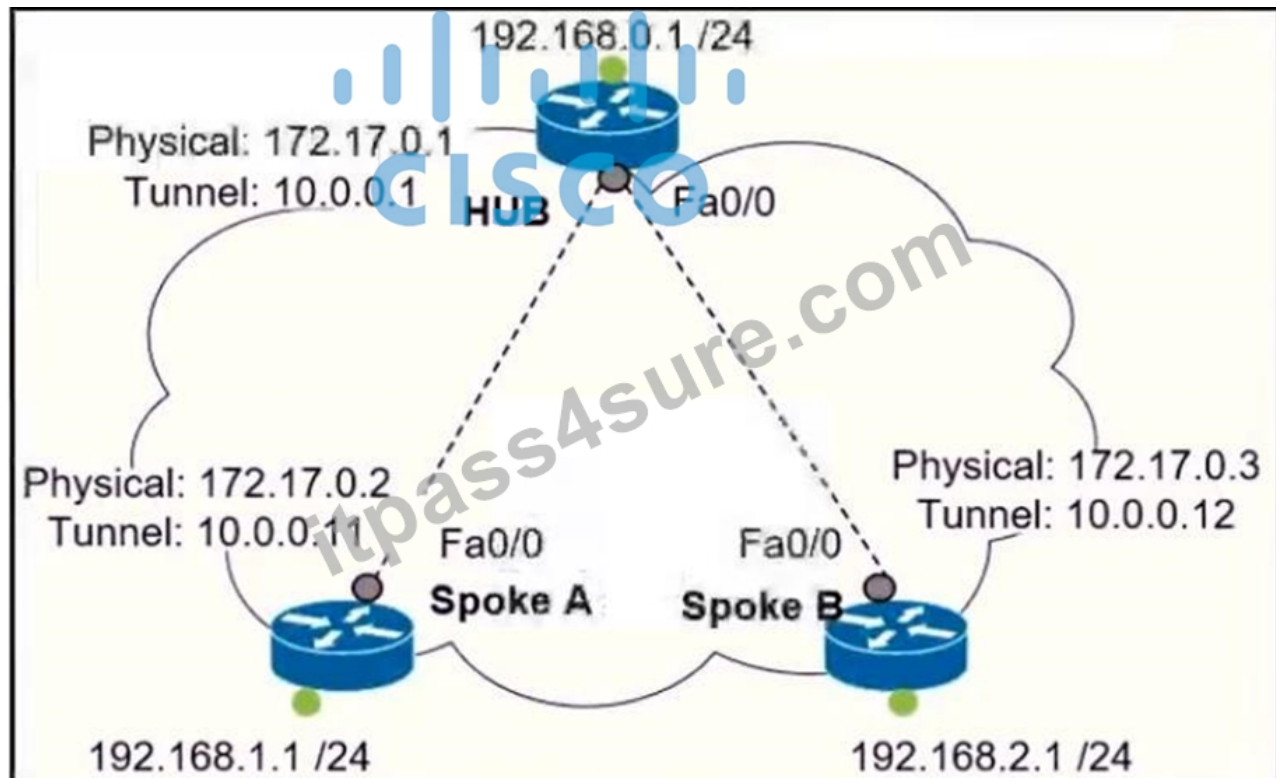 192.168.0.1 /24
Physical: 172.17.0.1
Tunnel: 10.0.0.1
CISCO
HUB
Fa0/0
itpass4sure.com
Physical: 172.17.0.2
Tunnel: 10.0.0.11
Physical: 172.17.0.3
Tunnel: 10.0.0.12
Fa0/0
Fa0/0
Spoke A
Spoke B
192.168.1.1 /24
192.168.2.1 /24